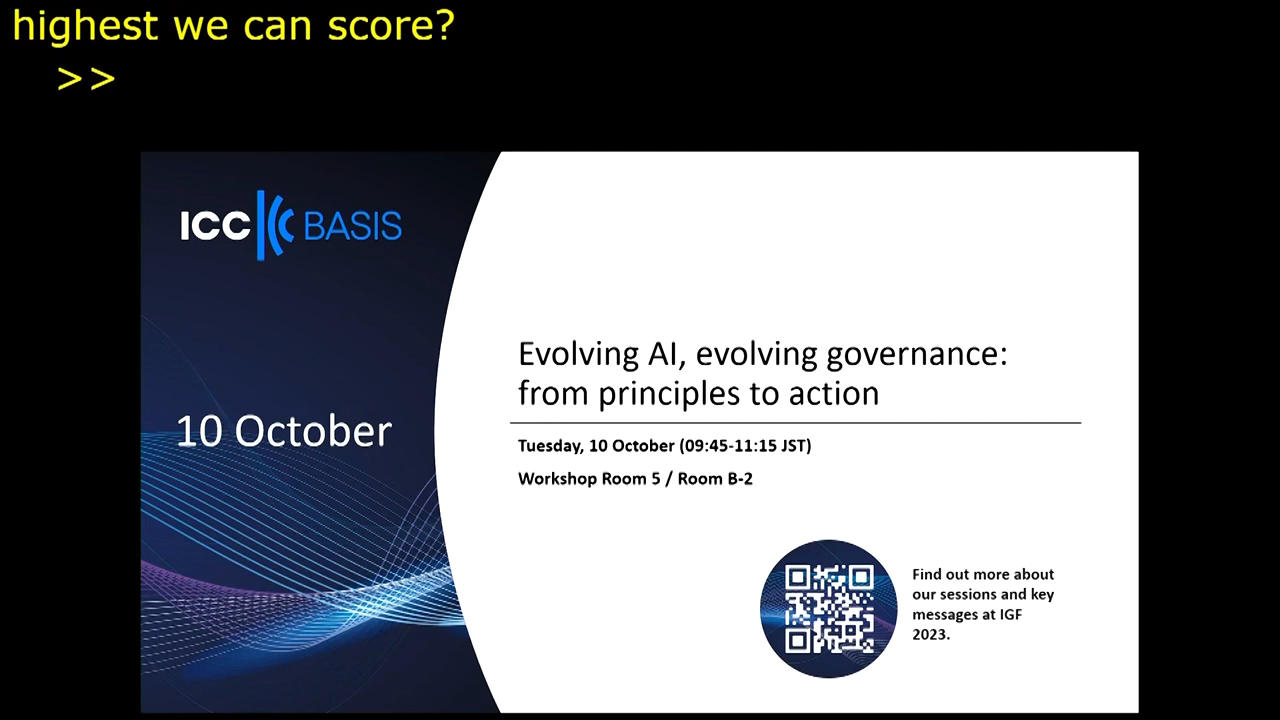 highest we can score?
>>
ICC BASIS
10 October
Evolving AI, evolving governance:
from principles to action
Tuesday, 10 October (09:45-11:15 JST)
Workshop Room 5 / Room B-2
Find out more about
our sessions and key
messages at IGF
2023.